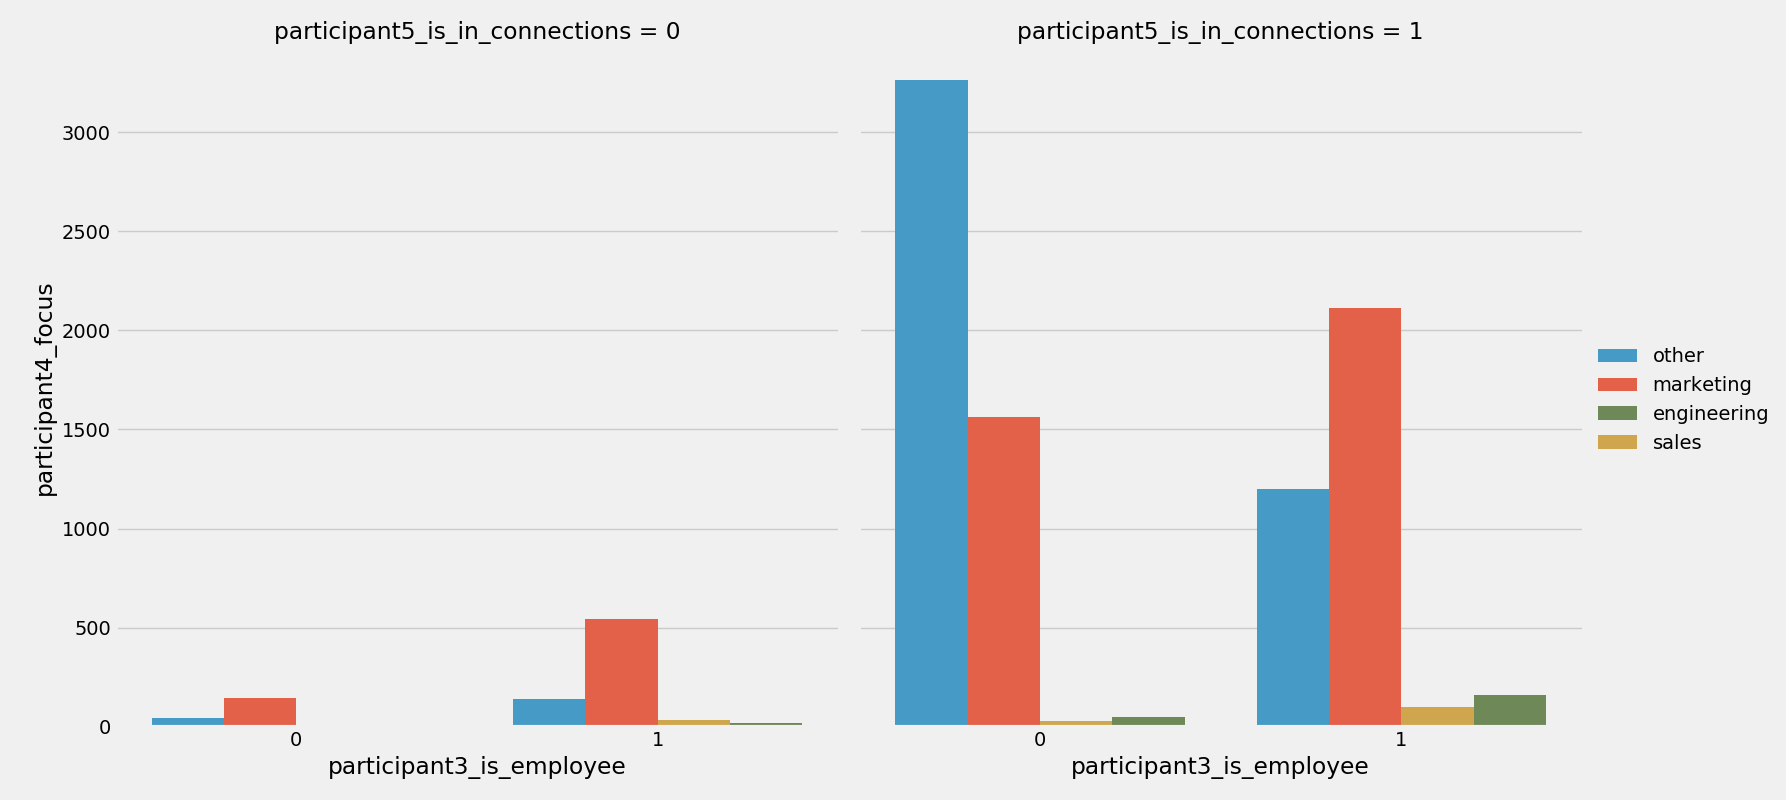 participant5_is_in_connections = 0
participant5_is_in_connections = 1
participant4_focus
3000
2500
2000
1500
1000
500
0
0
1
0
1
participant3_is_employee
participant3_is_employee
other
marketing
engineering
sales